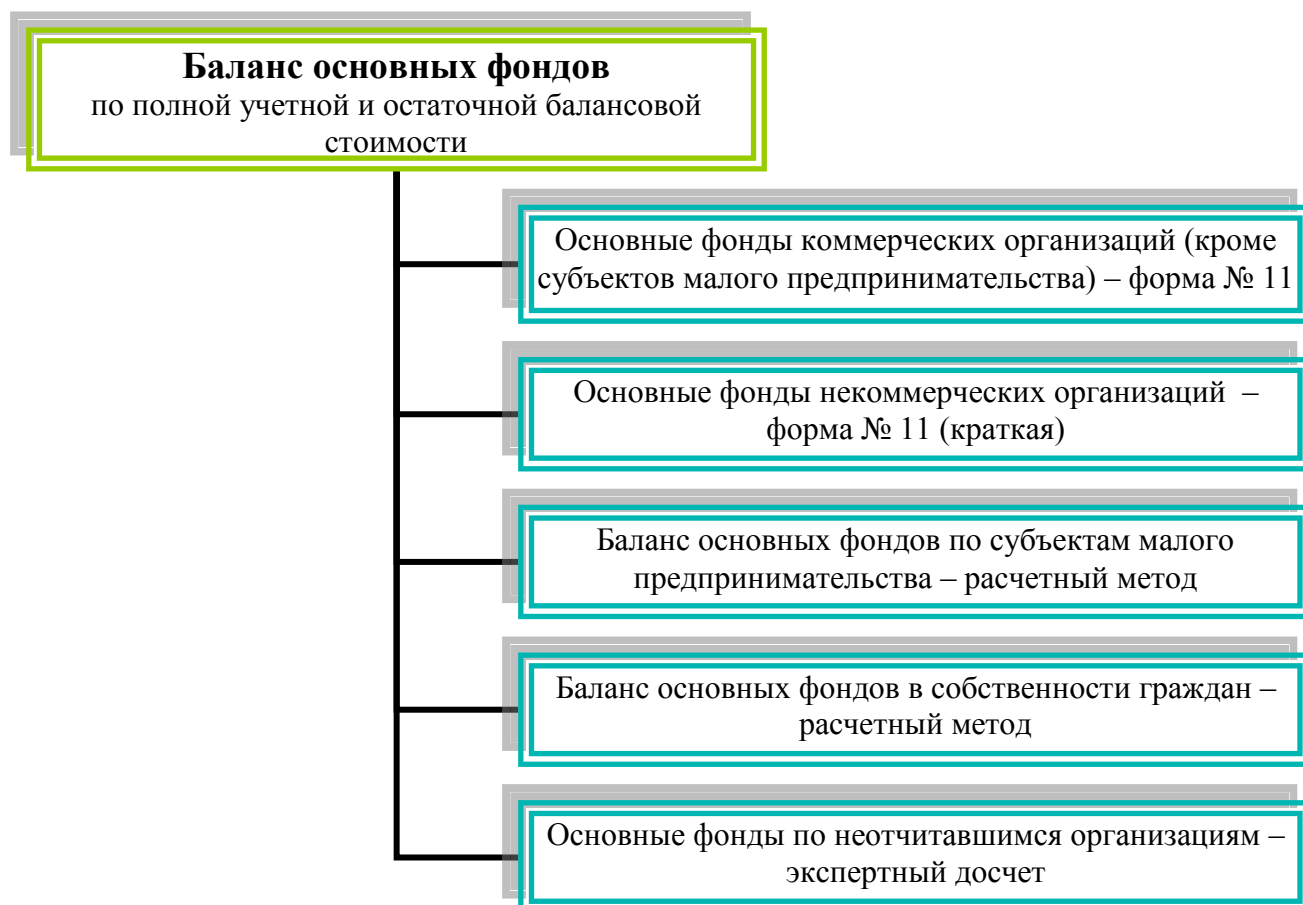 Баланс основных фондов
по полной учетной и остаточной балансовой
стоимости
Основные фонды коммерческих организаций (кроме
субъектов малого предпринимательства) – форма № 11
Основные фонды некоммерческих организаций –
форма № 11 (краткая)
Баланс основных фондов по субъектам малого
предпринимательства – расчетный метод
Баланс основных фондов в собственности граждан –
расчетный метод
Основные фонды по неотчитавшимся организациям –
экспертный досчет